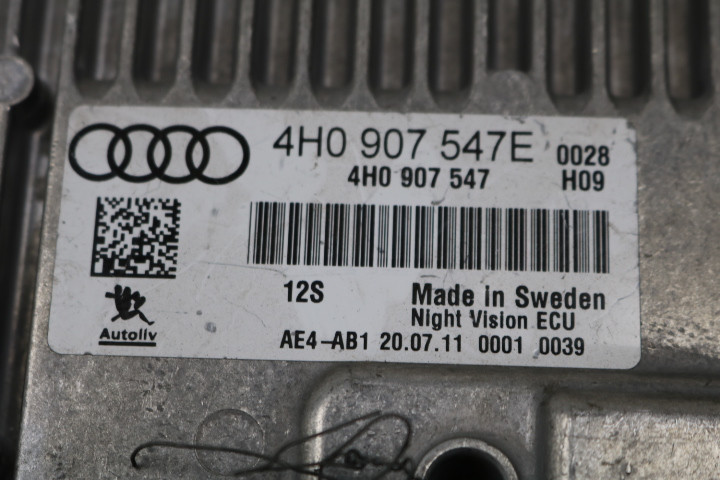 4H0 907 547E 0028
4H0 907 547 H09
12S Made in Sweden
Night Vision ECU
Autoliv
AE4-AB1 20.07.11 0001 0039